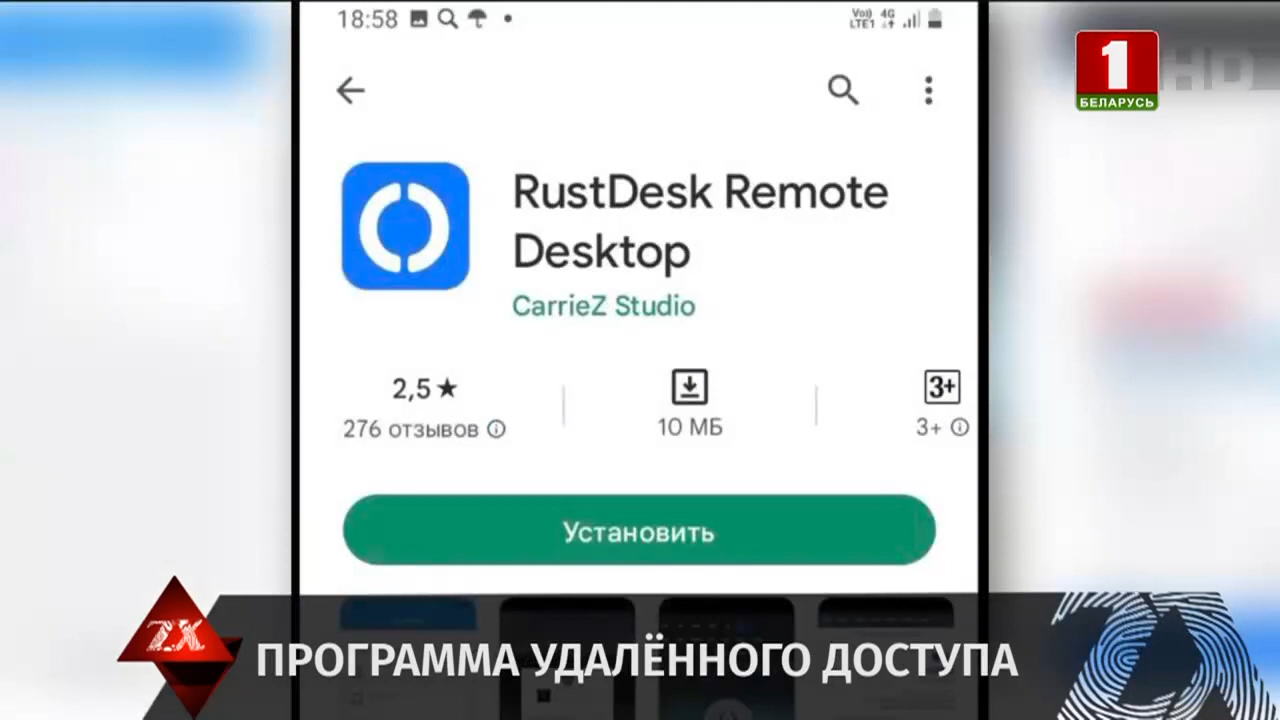 18:58
Vo))
LTE1
4G
1
HD
БЕЛАРУСЬ
RustDesk Remote
Desktop
CarrieZ Studio
2,5★
276 отзывов
10 МБ
3+
3+
Установить
ZX
ПРОГРАММА УДАЛЁННОГО ДОСТУПА